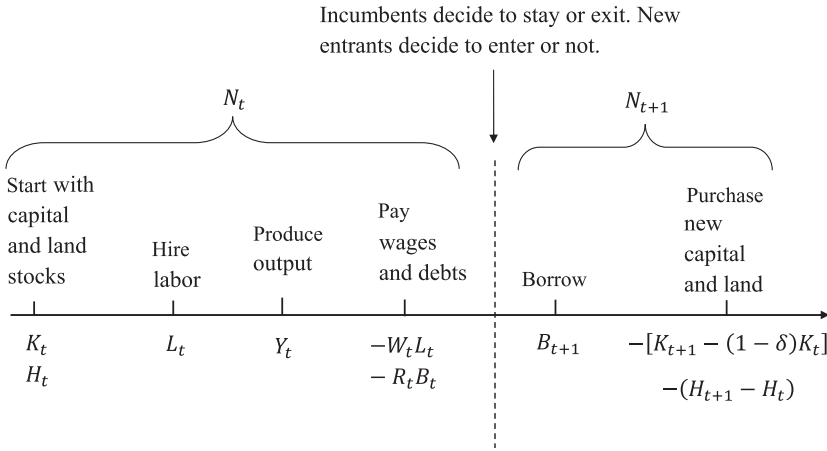 Incumbents decide to stay or exit. New
entrants decide to enter or not.
N_t
N_{t+1}
Start with
capital
and land
stocks
Hire
labor
Produce
output
Pay
wages
and debts
Borrow
Purchase
new
capital
and land
K_t
H_t
L_t
Y_t
−W_tL_t
− R_tB_t
B_{t+1}
−[K_{t+1} − (1 − δ)K_t]
−(H_{t+1} − H_t)